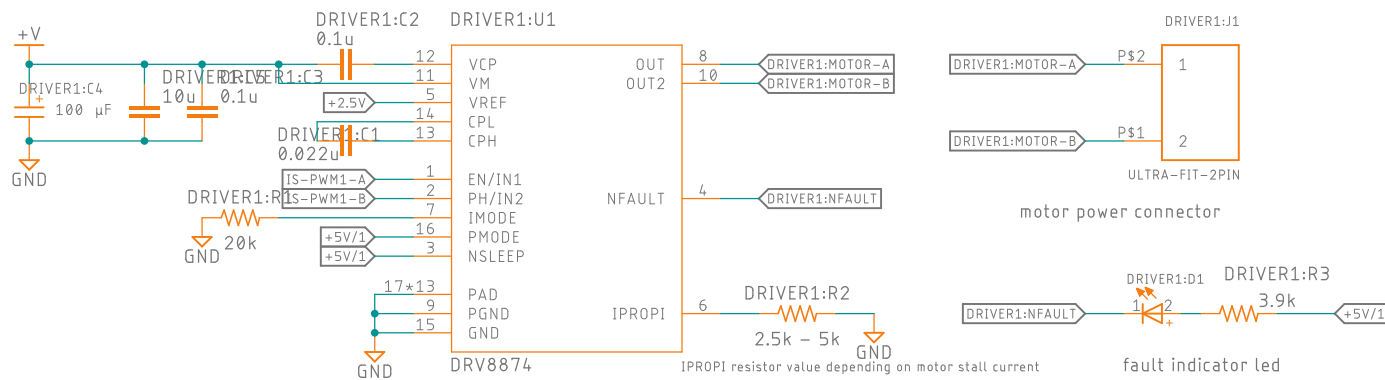 DRIVER1:C2
0.1u
DRIVER1:U1
DRIVER1:J1
+V
DRIVER1:C4
100 µF
DRIVER1:C5
10u
DRIVER1:C3
0.1u
12
VCP
11
VM
+2.5V
5
VREF
14
CPL
DRIVER1:C1
0.022u
13
CPH
GND
IS-PWM1-A
1
EN/IN1
IS-PWM1-B
2
PH/IN2
DRIVER1:R1
20k
GND
7
IMODE
+5V/1
16
PMODE
+5V/1
3
NSLEEP
17*13
PAD
9
PGND
15
GND
GND
DRV8874
OUT
8
DRIVER1:MOTOR-A
OUT2
10
DRIVER1:MOTOR-B
NFAULT
4
DRIVER1:NFAULT
IPROPI
6
DRIVER1:R2
2.5k - 5k
GND
IPROPI resistor value depending on motor stall current
DRIVER1:MOTOR-A
P$2
1
DRIVER1:MOTOR-B
P$1
2
ULTRA-FIT-2PIN
motor power connector
DRIVER1:NFAULT
DRIVER1:D1
1
2
+
DRIVER1:R3
3.9k
+5V/1
fault indicator led